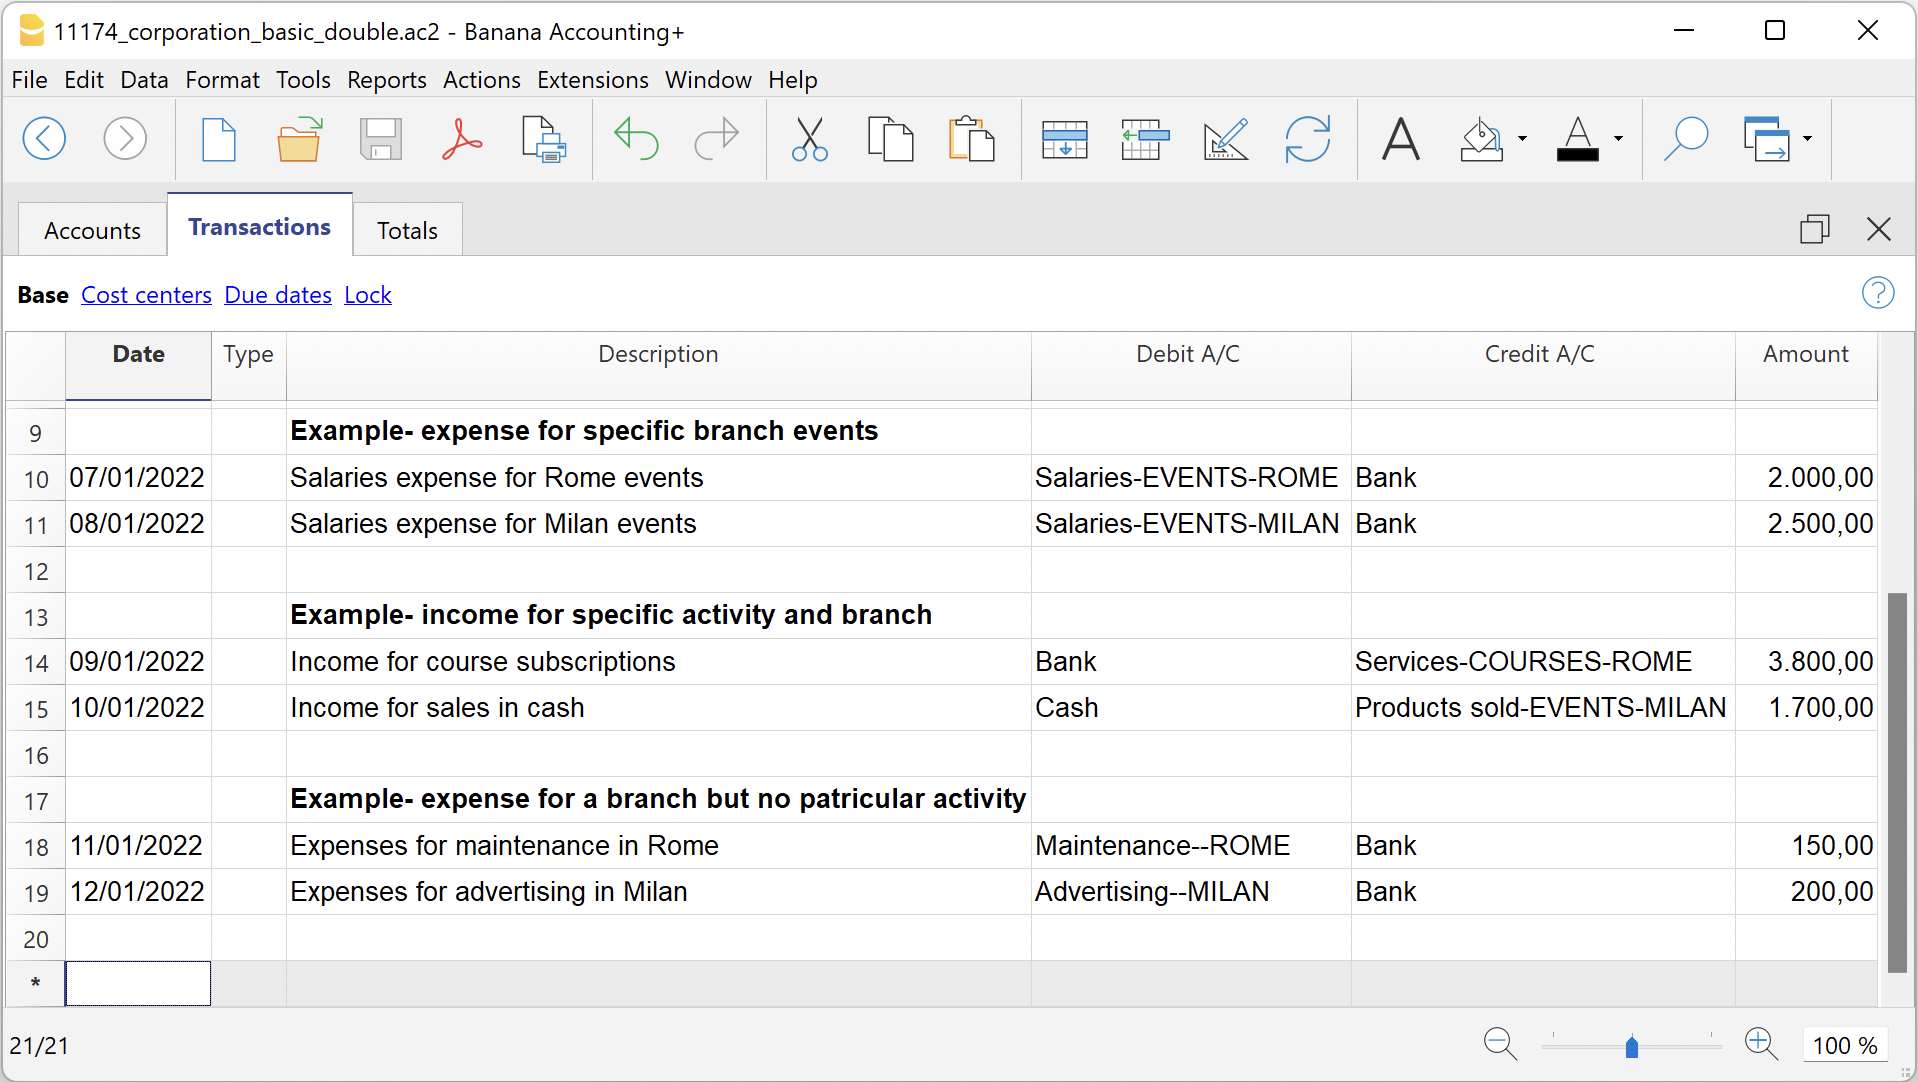 11174_corporation_basic_double.ac2 - Banana Accounting+
File Edit Data Format Tools Reports Actions Extensions Window Help
Accounts Transactions Totals
Base Cost centers Due dates Lock ?
Date Type Description Debit A/C Credit A/C Amount
9 Example- expense for specific branch events
10 07/01/2022 Salaries expense for Rome events Salaries-EVENTS-ROME Bank 2.000,00
11 08/01/2022 Salaries expense for Milan events Salaries-EVENTS-MILAN Bank 2.500,00
12
13 Example- income for specific activity and branch
14 09/01/2022 Income for course subscriptions Bank Services-COURSES-ROME 3.800,00
15 10/01/2022 Income for sales in cash Cash Products sold-EVENTS-MILAN 1.700,00
16
17 Example- expense for a branch but no patricular activity
18 11/01/2022 Expenses for maintenance in Rome Maintenance--ROME Bank 150,00
19 12/01/2022 Expenses for advertising in Milan Advertising--MILAN Bank 200,00
20
*
21/21 100 %